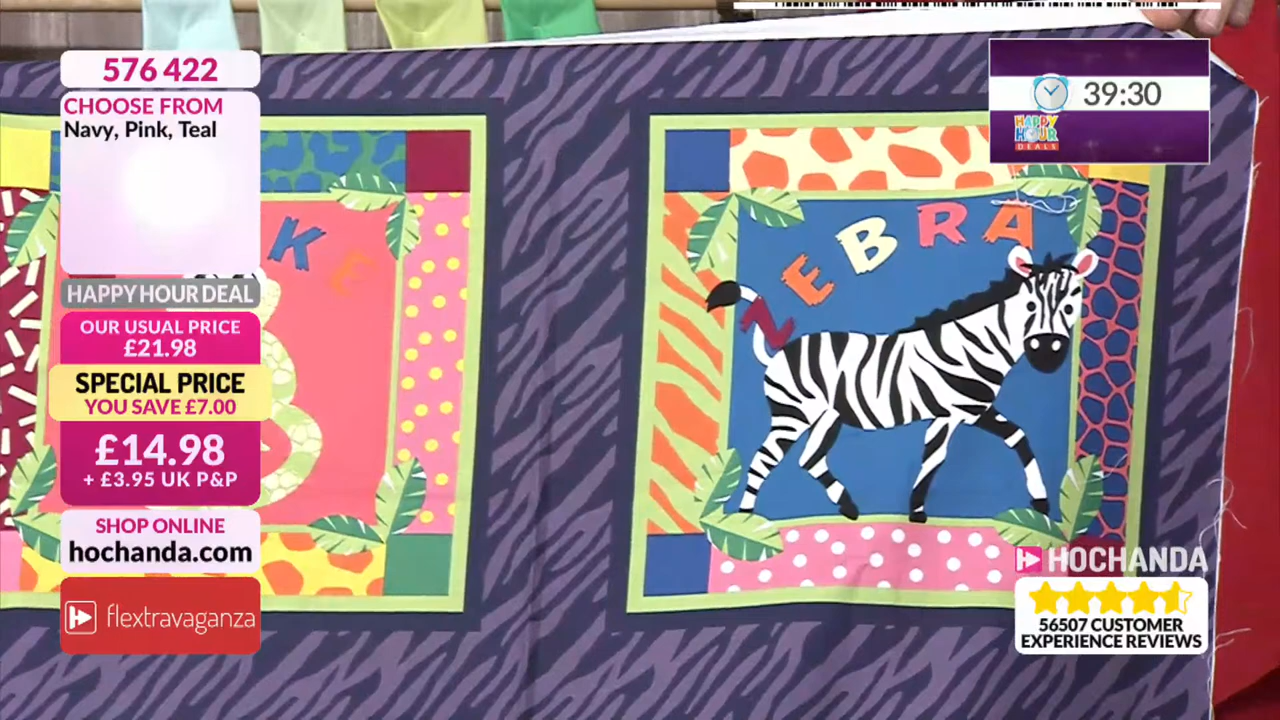 576 422
CHOOSE FROM
Navy, Pink, Teal
HAPPY HOUR DEAL
OUR USUAL PRICE
£21.98
SPECIAL PRICE
YOU SAVE £7.00
£14.98
+ £3.95 UK P&P
SHOP ONLINE
hochanda.com
flextravaganza
KE
ZEBRA
39:30
HAPPY
HOUR
DEALS
HOCHANDA
56507 CUSTOMER
EXPERIENCE REVIEWS